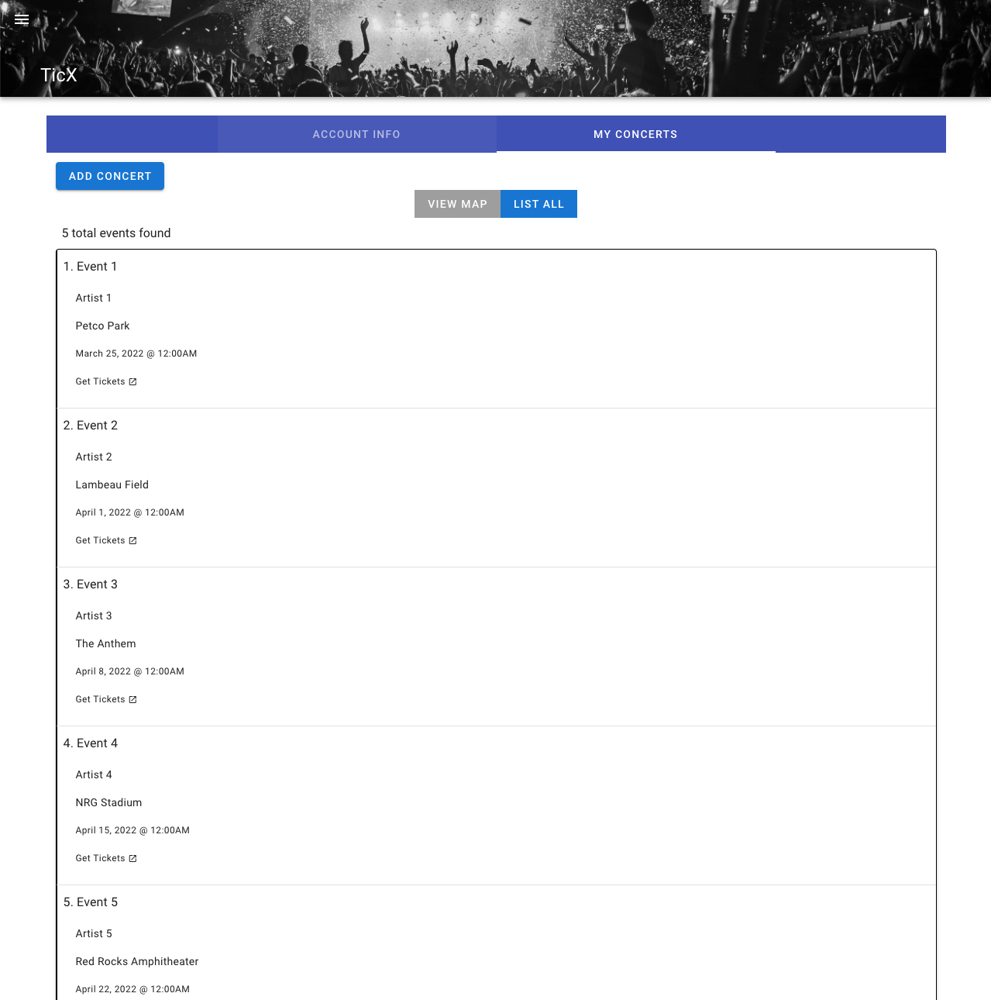 TicX
ACCOUNT INFO
MY CONCERTS
ADD CONCERT
VIEW MAP
LIST ALL
5 total events found
1. Event 1
Artist 1
Petco Park
March 25, 2022 @ 12:00AM
Get Tickets
2. Event 2
Artist 2
Lambeau Field
April 1, 2022 @ 12:00AM
Get Tickets
3. Event 3
Artist 3
The Anthem
April 8, 2022 @ 12:00AM
Get Tickets
4. Event 4
Artist 4
NRG Stadium
April 15, 2022 @ 12:00AM
Get Tickets
5. Event 5
Artist 5
Red Rocks Amphitheater
April 22, 2022 @ 12:00AM